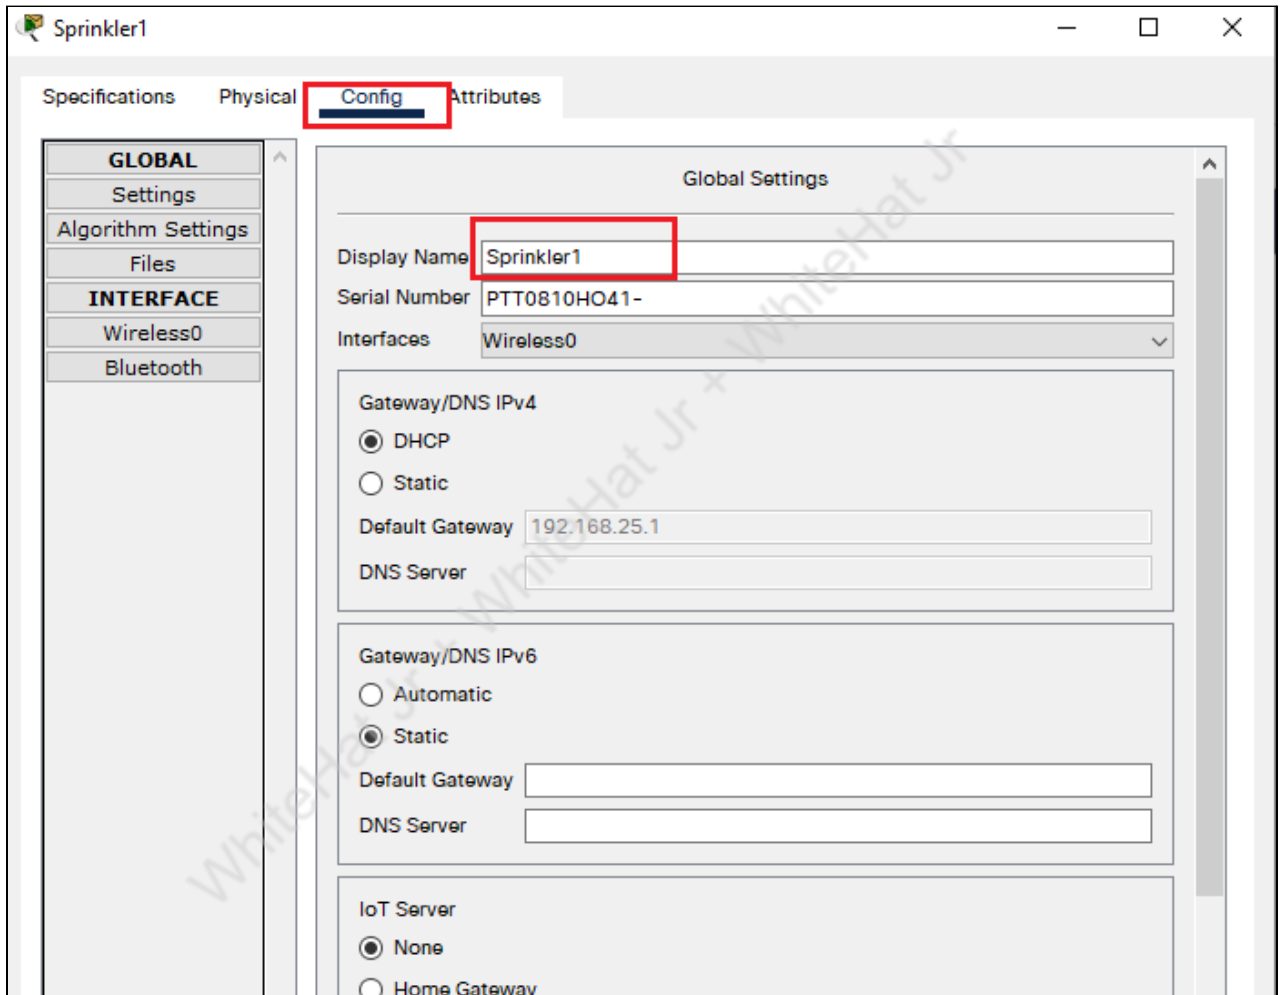 Sprinkler1
Specifications Physical Config Attributes
GLOBAL
Settings
Algorithm Settings
Files
INTERFACE
Wireless0
Bluetooth
Global Settings
Display Name Sprinkler1
Serial Number PTT0810HO41-
Interfaces Wireless0
Gateway/DNS IPv4
DHCP
Static
Default Gateway 192.168.25.1
DNS Server
Gateway/DNS IPv6
Automatic
Static
Default Gateway
DNS Server
IoT Server
None
Home Gateway
WhiteHat Jr + WhiteHat Jr + WhiteHat Jr